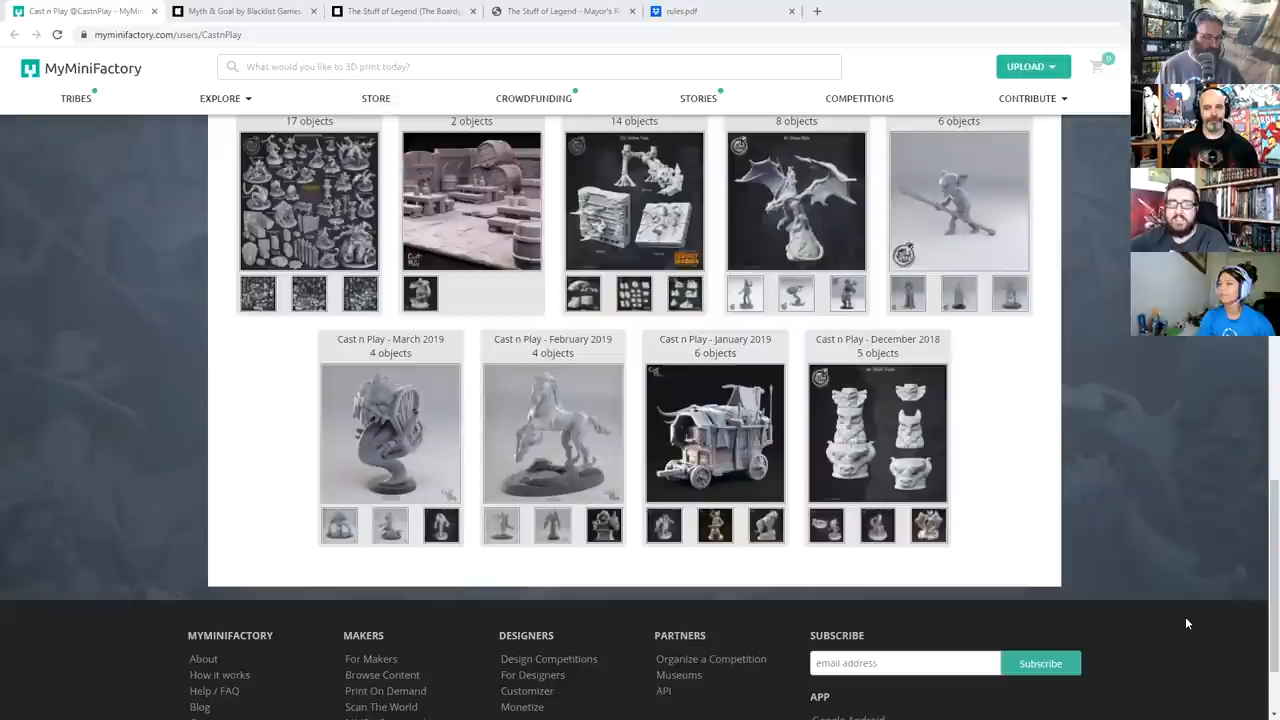 Cast n Play @CastnPlay - MyMin
Myth & Goal by Blacklist Games
The Stuff of Legend (The Boardg
The Stuff of Legend - Mayor's R
rules.pdf
myminifactory.com/users/CastnPlay
MyMiniFactory
What would you like to 3D print today?
UPLOAD
0
TRIBES
EXPLORE
STORE
CROWDFUNDING
STORIES
COMPETITIONS
CONTRIBUTE
17 objects
2 objects
14 objects
8 objects
6 objects
Cast n Play - March 2019
4 objects
Cast n Play - February 2019
4 objects
Cast n Play - January 2019
6 objects
Cast n Play - December 2018
5 objects
MYMINIFACTORY
About
How it works
Help / FAQ
Blog
MAKERS
For Makers
Browse Content
Print On Demand
Scan The World
DESIGNERS
Design Competitions
For Designers
Customizer
Monetize
PARTNERS
Organize a Competition
Museums
API
SUBSCRIBE
email address
Subscribe
APP